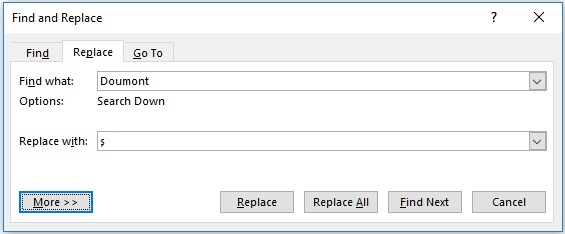 Find and Replace
Find Replace Go To
Find what: Doumont
Options: Search Down
Replace with:
More >> Replace Replace All Find Next Cancel